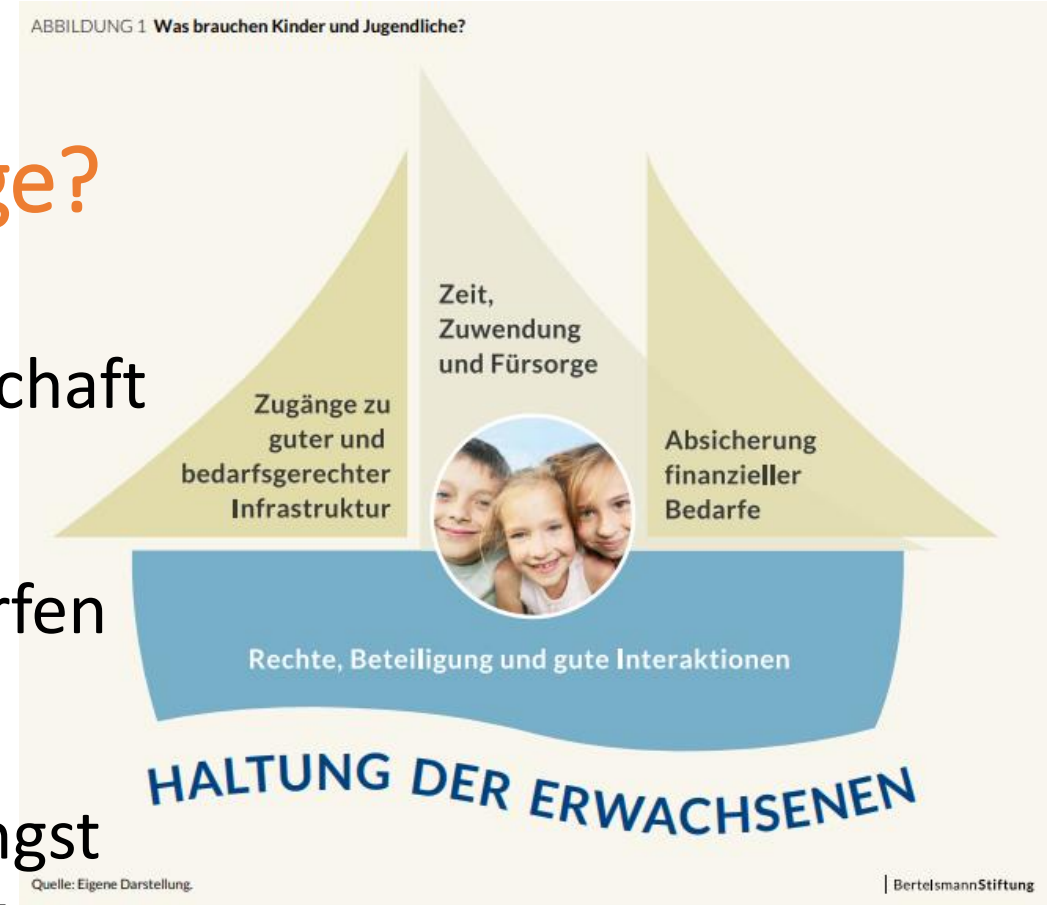 ABBILDUNG 1 Was brauchen Kinder und Jugendliche?
ge?
chaft
rfen
ngst
Zugänge zu
guter und
bedarfsgerechter
Infrastruktur
Zeit,
Zuwendung
und Fürsorge
Absicherung
finanzieller
Bedarfe
Rechte, Beteiligung und gute Interaktionen
HALTUNG DER ERWACHSENEN
Quelle: Eigene Darstellung.
BertelsmannStiftung